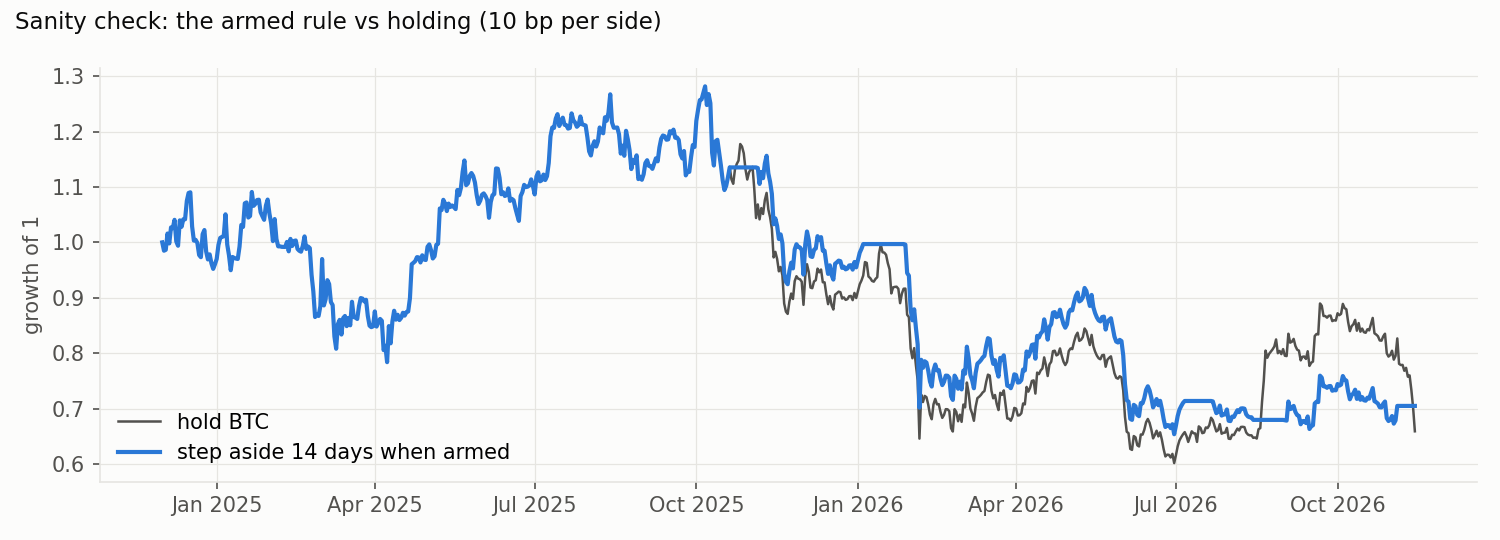 Sanity check: the armed rule vs holding (10 bp per side)
1.3
1.2
1.1
1.0
0.9
0.8
0.7
0.6
growth of 1
hold BTC
step aside 14 days when armed
Jan 2025 Apr 2025 Jul 2025 Oct 2025 Jan 2026 Apr 2026 Jul 2026 Oct 2026